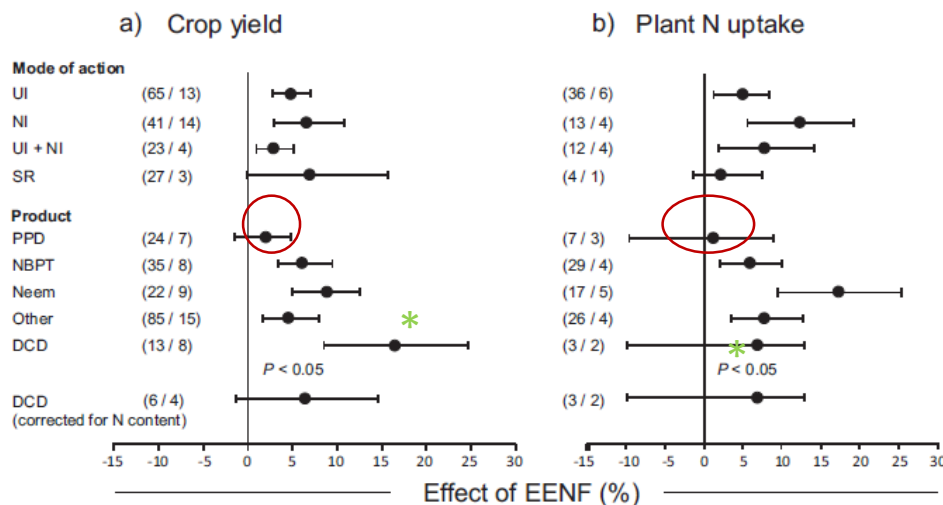 a) Crop yield b) Plant N uptake
Mode of action
UI (65 / 13) (36 / 6)
NI (41 / 14) (13 / 4)
UI + NI (23 / 4) (12 / 4)
SR (27 / 3) (4 / 1)
Product
PPD (24 / 7) (7 / 3)
NBPT (35 / 8) (29 / 4)
Neem (22 / 9) (17 / 5)
Other (85 / 15) (26 / 4)
DCD (13 / 8) (3 / 2)
P < 0.05 P < 0.05
DCD (6 / 4) (3 / 2)
(corrected for N content)
-15 -10 -5 0 5 10 15 20 25 30 -15 -10 -5 0 5 10 15 20 25 30
Effect of EENF (%)